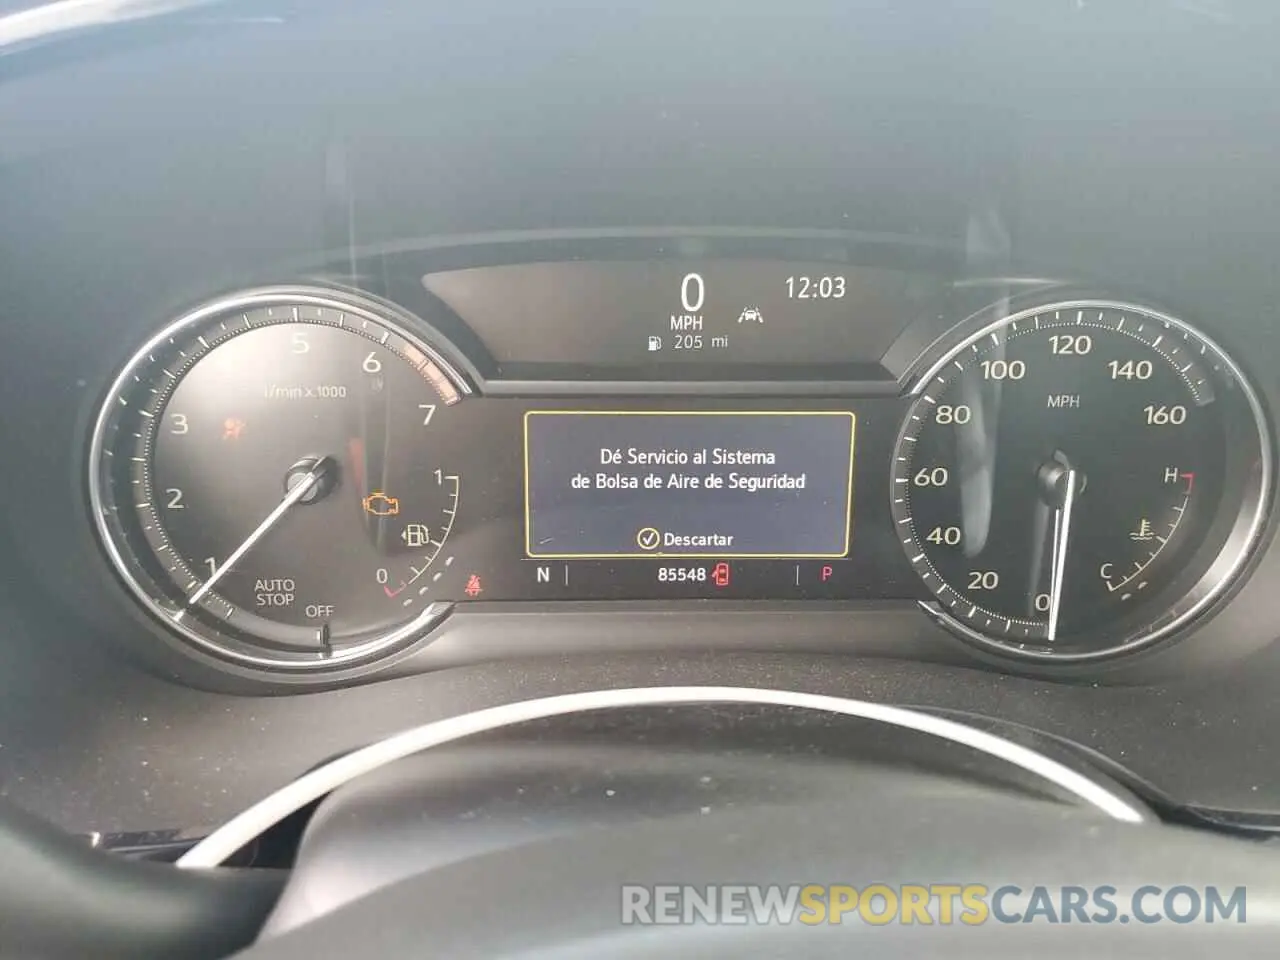 0
12:03
MPH
205 mi
5
6
l/min x 1000
7
3
2
1
AUTO
STOP
OFF
1
0
Dé Servicio al Sistema
de Bolsa de Aire de Seguridad
Descartar
N
85548
P
120
100
140
MPH
80
160
60
H
40
20
C
0
RENEWSPORTSCARS.COM